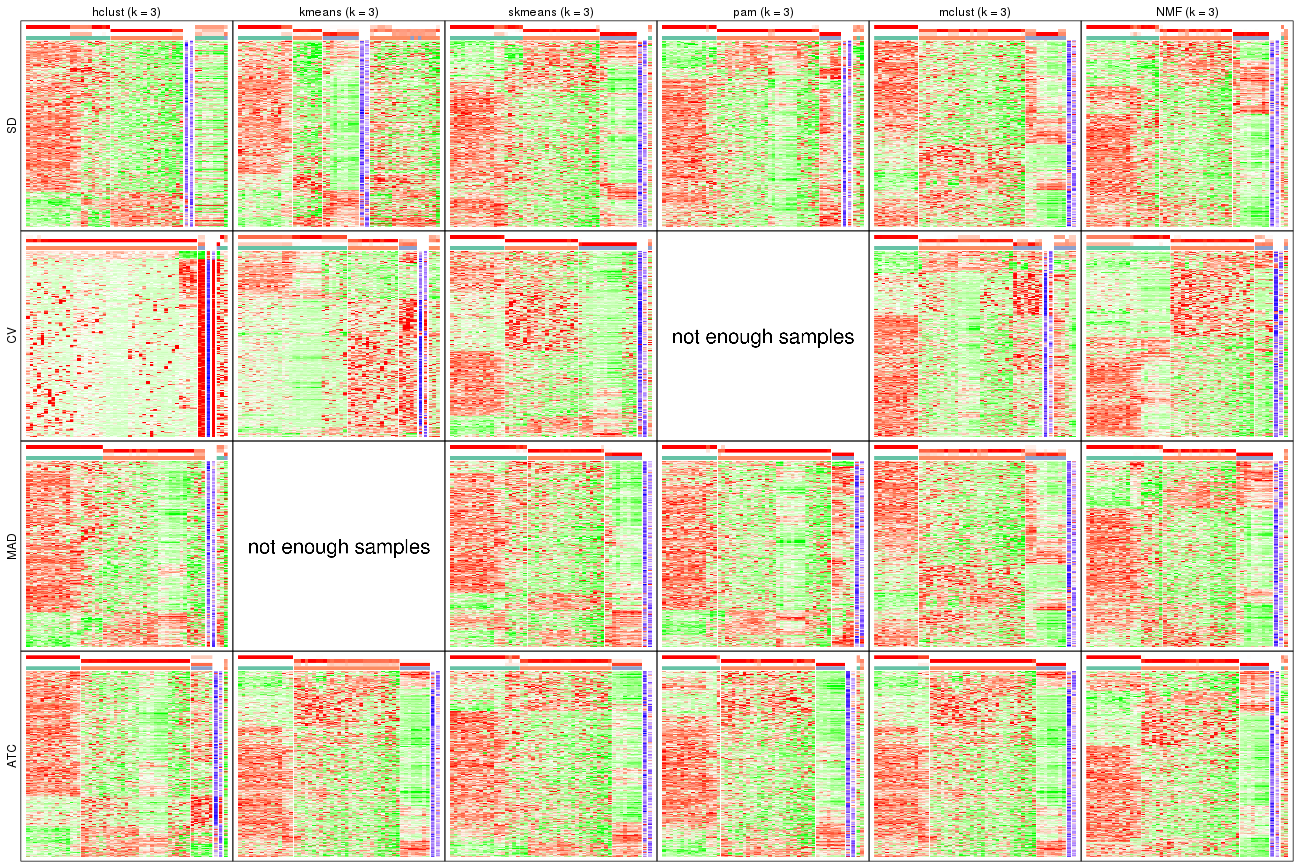 hclust (k = 3)
kmeans (k = 3)
skmeans (k = 3)
pam (k = 3)
mclust (k = 3)
NMF (k = 3)
SD
CV
not enough samples
MAD
not enough samples
ATC